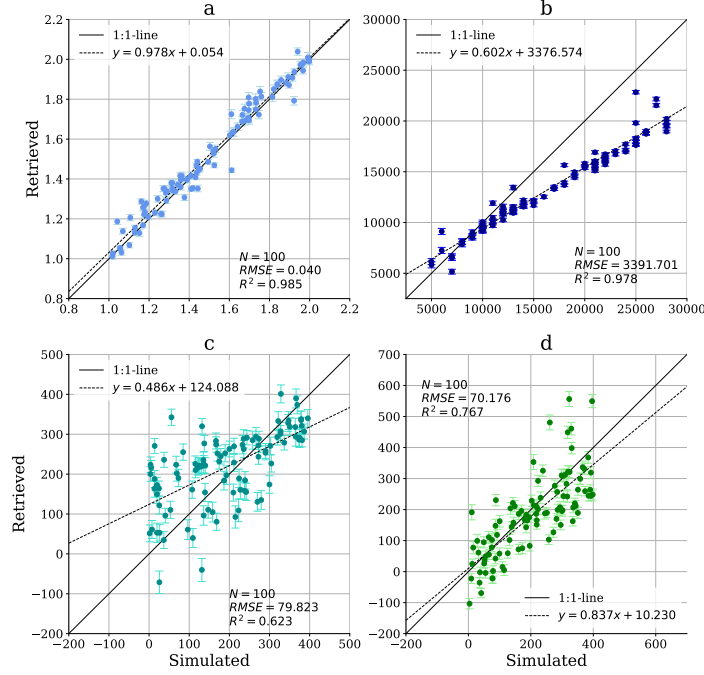 a
2.2
2.0
1.8
1.6
1.4
1.2
1.0
0.8
Retrieved
1:1-line
y = 0.978x + 0.054
N = 100
RMSE = 0.040
R² = 0.985
0.8 1.0 1.2 1.4 1.6 1.8 2.0 2.2
b
30000
25000
20000
15000
10000
5000
1:1-line
y = 0.602x + 3376.574
N = 100
RMSE = 3391.701
R² = 0.978
5000 10000 15000 20000 25000 30000
c
500
400
300
200
100
0
−100
−200
Retrieved
1:1-line
y = 0.486x + 124.088
N = 100
RMSE = 79.823
R² = 0.623
−200 −100 0 100 200 300 400 500
Simulated
d
700
600
500
400
300
200
100
0
−100
−200
N = 100
RMSE = 70.176
R² = 0.767
1:1-line
y = 0.837x + 10.230
−200 0 200 400 600
Simulated